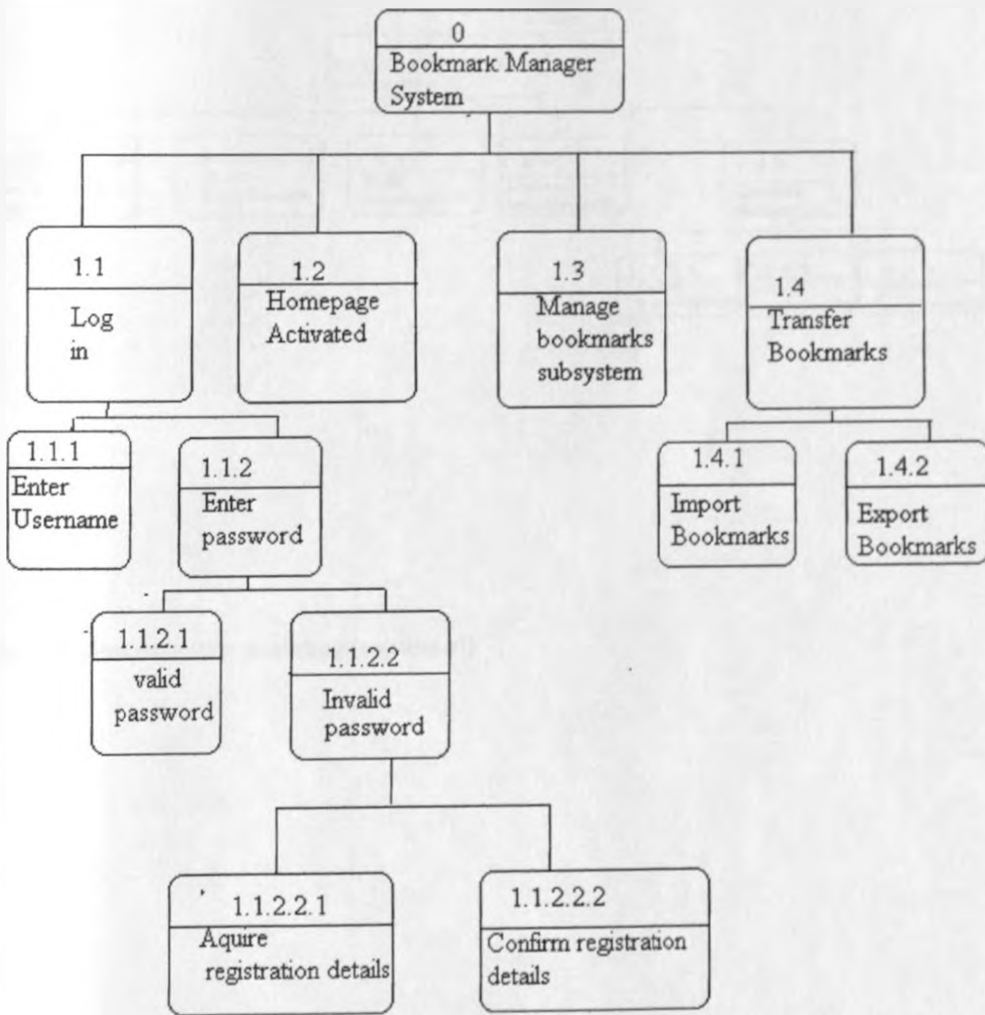 0
Bookmark Manager
System
1.1
Log
in
1.2
Homepage
Activated
1.3
Manage
bookmarks
subsystem
1.4
Transfer
Bookmarks
1.1.1
Enter
Username
1.1.2
Enter
password
1.4.1
Import
Bookmarks
1.4.2
Export
Bookmarks
1.1.2.1
valid
password
1.1.2.2
Invalid
password
1.1.2.2.1
Aquire
registration details
1.1.2.2.2
Confirm registration
details